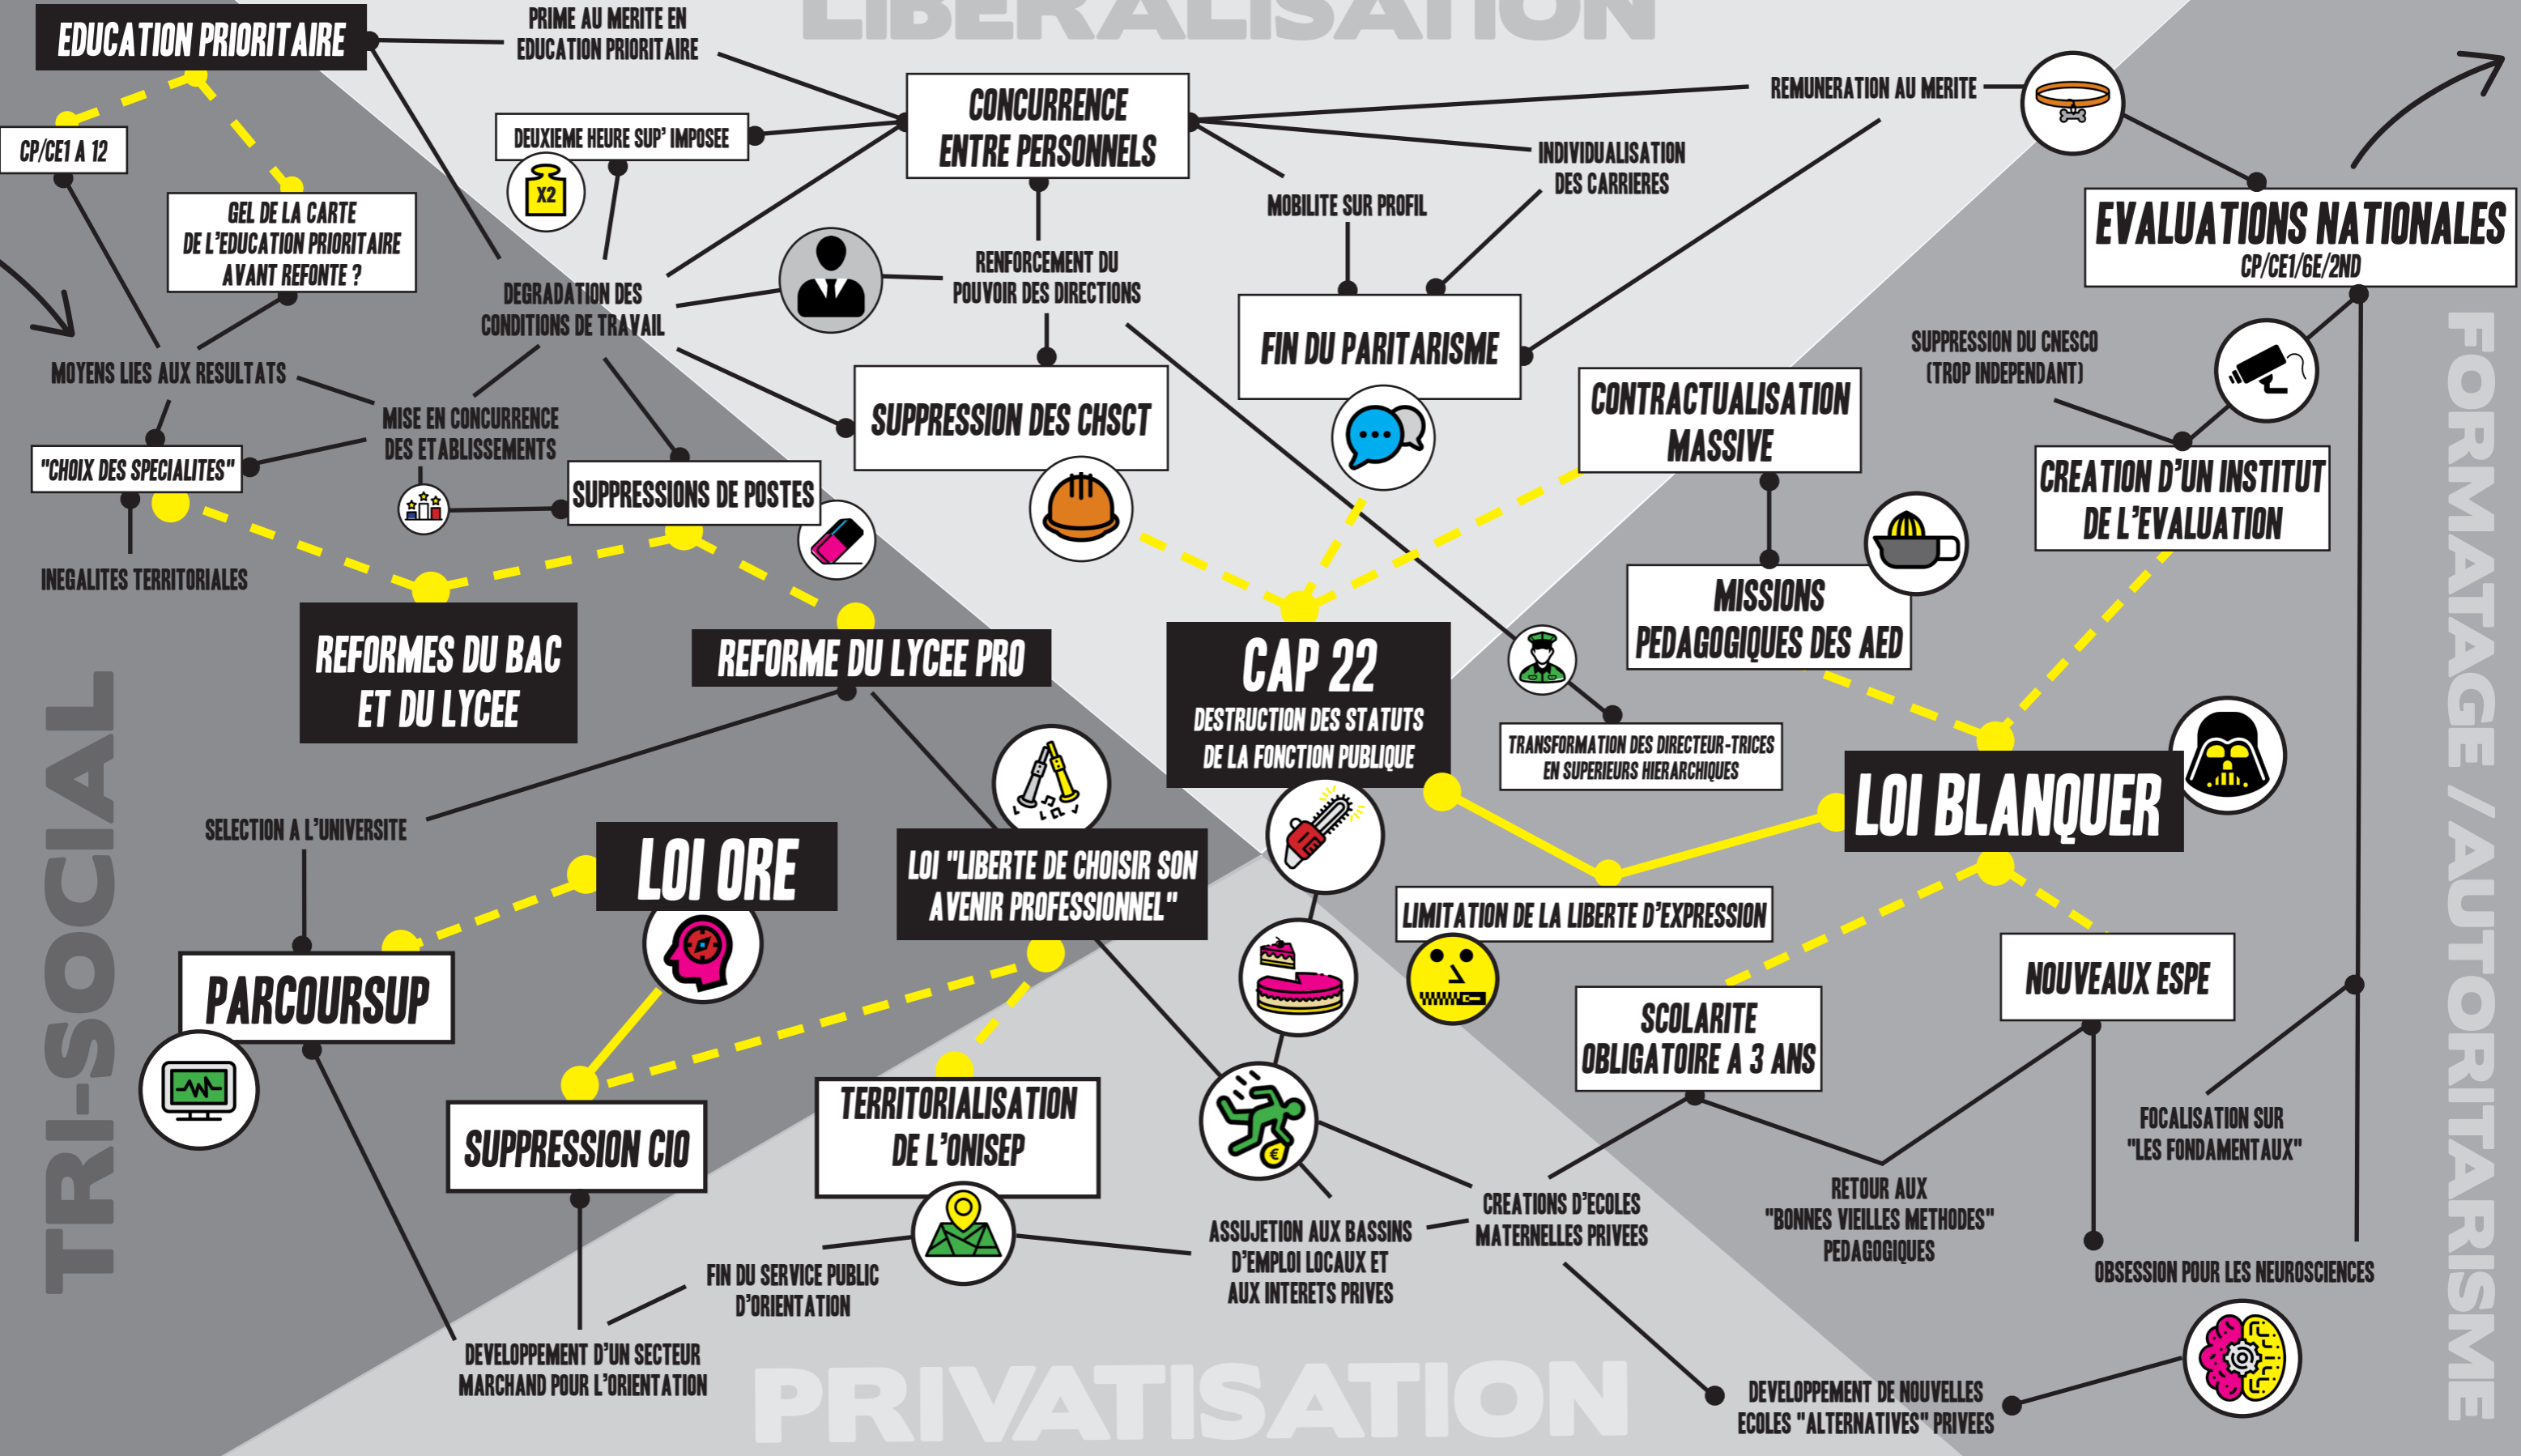 LIBERALISATION
EDUCATION PRIORITAIRE
PRIME AU MERITE EN
EDUCATION PRIORITAIRE
CONCURRENCE
ENTRE PERSONNELS
REMUNERATION AU MERITE
CP/CE1 A 12
DEUXIEME HEURE SUP' IMPOSEE
X2
INDIVIDUALISATION
DES CARRIERES
MOBILITE SUR PROFIL
GEL DE LA CARTE
DE L'EDUCATION PRIORITAIRE
AVANT REFONTE ?
EVALUATIONS NATIONALES
CP/CE1/6E/2ND
DEGRADATION DES
CONDITIONS DE TRAVAIL
RENFORCEMENT DU
POUVOIR DES DIRECTIONS
FIN DU PARITARISME
SUPPRESSION DU CNESCO
(TROP INDEPENDANT)
MOYENS LIES AUX RESULTATS
MISE EN CONCURRENCE
DES ETABLISSEMENTS
SUPPRESSION DES CHSCT
CONTRACTUALISATION
MASSIVE
"CHOIX DES SPECIALITES"
SUPPRESSIONS DE POSTES
CREATION D'UN INSTITUT
DE L'EVALUATION
INEGALITES TERRITORIALES
MISSIONS
PEDAGOGIQUES DES AED
REFORMES DU BAC
ET DU LYCEE
REFORME DU LYCEE PRO
CAP 22
DESTRUCTION DES STATUTS
DE LA FONCTION PUBLIQUE
TRANSFORMATION DES DIRECTEUR-TRICES
EN SUPERIEURS HIERARCHIQUES
LOI BLANQUER
TRI-SOCIAL
FORMATAGE / AUTORITARISME
SELECTION A L'UNIVERSITE
LOI ORE
LOI "LIBERTE DE CHOISIR SON
AVENIR PROFESSIONNEL"
LIMITATION DE LA LIBERTE D'EXPRESSION
PARCOURSUP
NOUVEAUX ESPE
SCOLARITE
OBLIGATOIRE A 3 ANS
SUPPRESSION CIO
TERRITORIALISATION
DE L'ONISEP
€
FOCALISATION SUR
"LES FONDAMENTAUX"
CREATIONS D'ECOLES
MATERNELLES PRIVEES
RETOUR AUX
"BONNES VIEILLES METHODES"
PEDAGOGIQUES
ASSUJETION AUX BASSINS
D'EMPLOI LOCAUX ET
AUX INTERETS PRIVES
FIN DU SERVICE PUBLIC
D'ORIENTATION
OBSESSION POUR LES NEUROSCIENCES
DEVELOPPEMENT D'UN SECTEUR
MARCHAND POUR L'ORIENTATION
PRIVATISATION
DEVELOPPEMENT DE NOUVELLES
ECOLES "ALTERNATIVES" PRIVEES